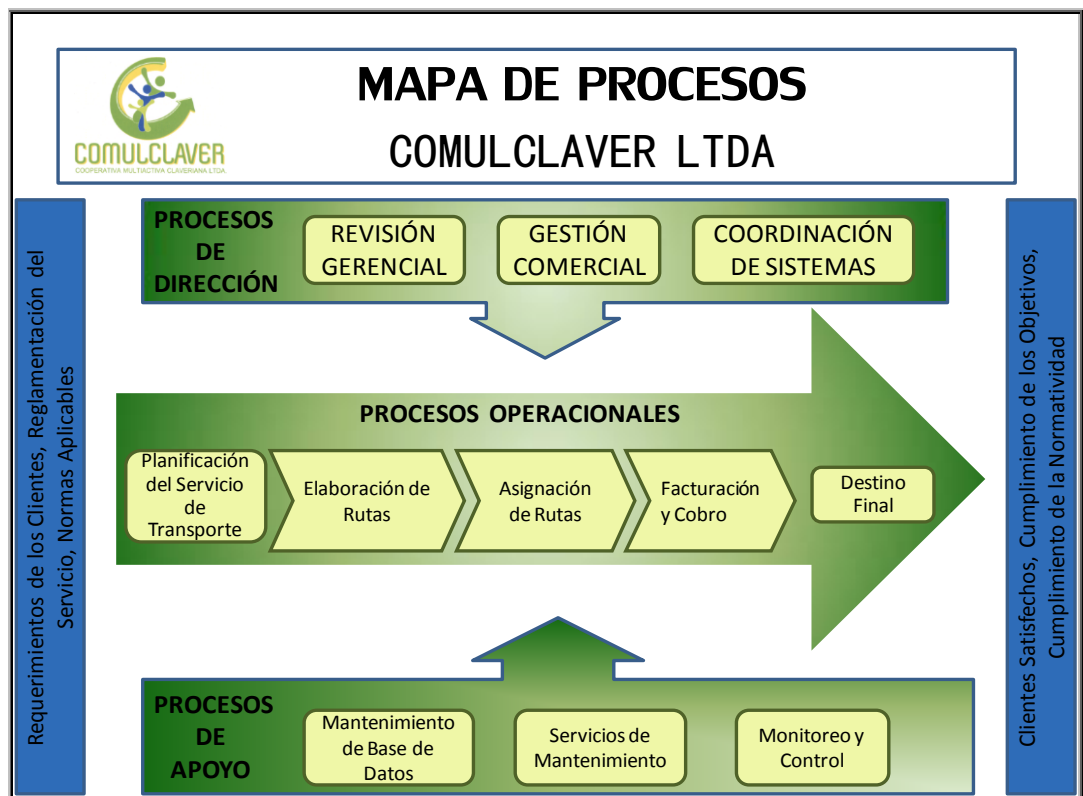 COMULCLAVER
COOPERATIVA MULTIACTIVA CLAVERIANA LTDA.
MAPA DE PROCESOS
COMULCLAVER LTDA
Requerimientos de los Clientes, Reglamentación del
Servicio, Normas Aplicables
PROCESOS
DE
DIRECCIÓN
REVISIÓN
GERENCIAL
GESTIÓN
COMERCIAL
COORDINACIÓN
DE SISTEMAS
PROCESOS OPERACIONALES
Planificación
del Servicio
de
Transporte
Elaboración de
Rutas
Asignación
de Rutas
Facturación
y Cobro
Destino
Final
PROCESOS
DE
APOYO
Mantenimiento
de Base de
Datos
Servicios de
Mantenimiento
Monitoreo y
Control
Clientes Satisfechos, Cumplimiento de los Objetivos,
Cumplimiento de la Normatividad